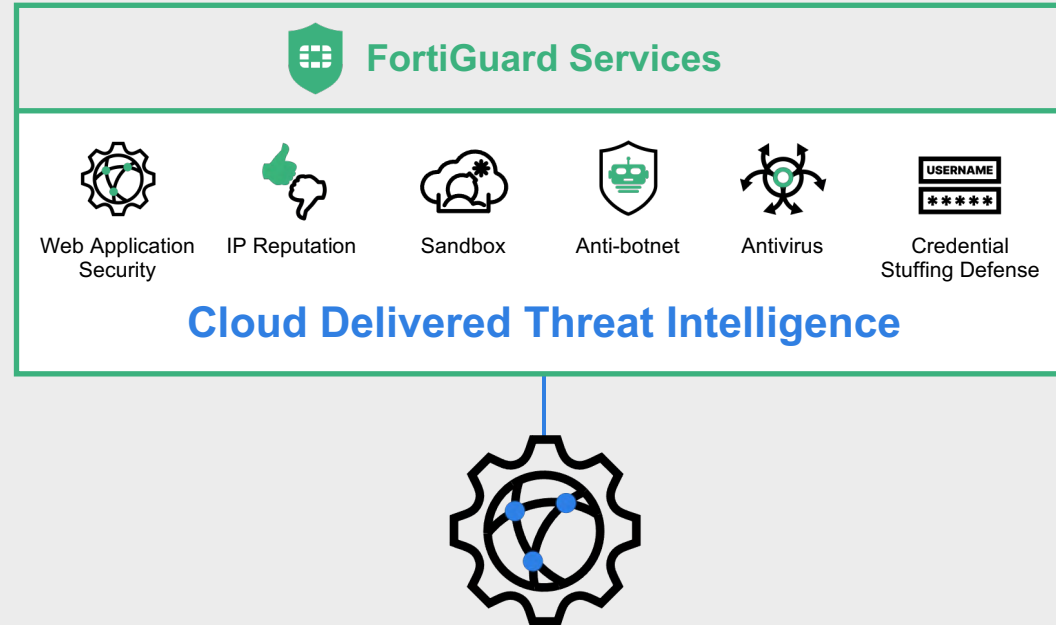 FortiGuard Services
Web Application
Security
IP Reputation
Sandbox
Anti-botnet
Antivirus
USERNAME
*****
Credential
Stuffing Defense
Cloud Delivered Threat Intelligence